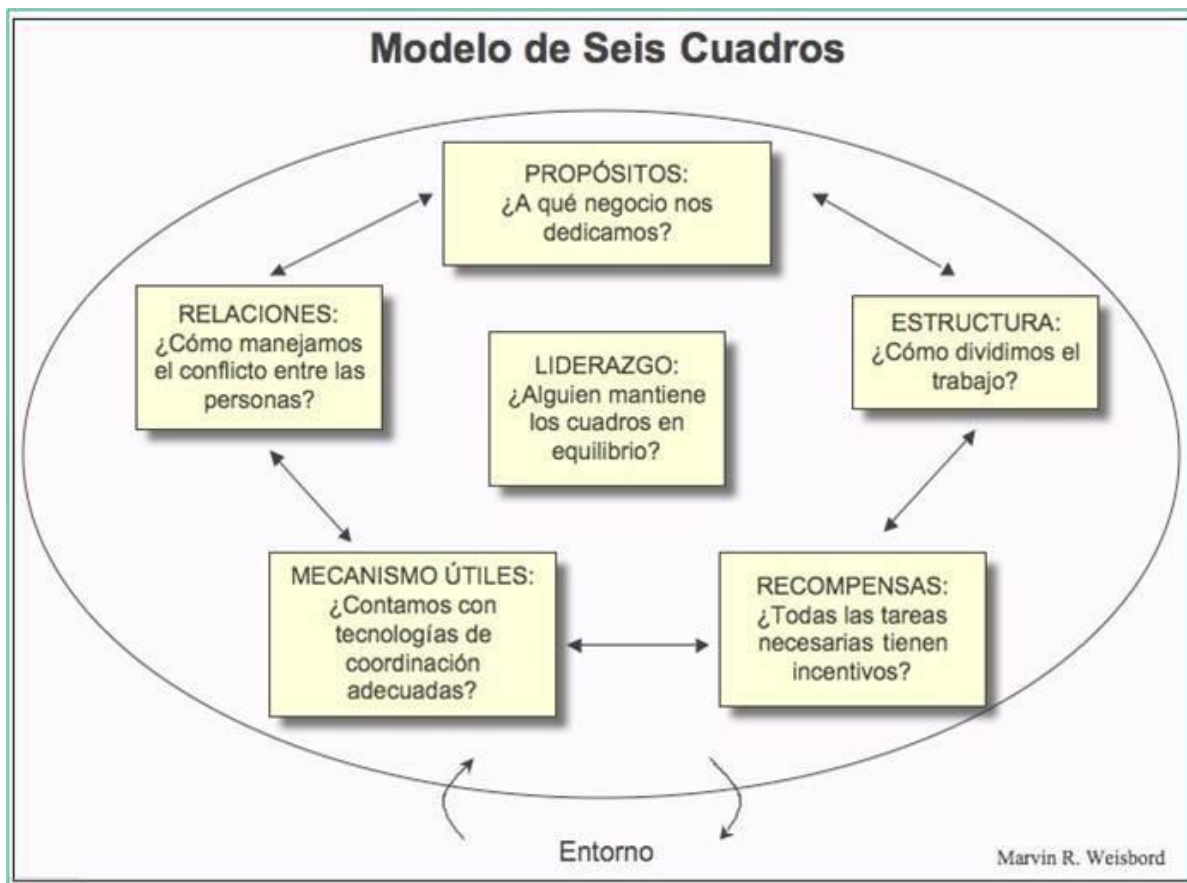 Modelo de Seis Cuadros
PROPÓSITOS:
¿A qué negocio nos
dedicamos?
RELACIONES:
¿Cómo manejamos
el conflicto entre las
personas?
LIDERAZGO:
¿Alguien mantiene
los cuadros en
equilibrio?
ESTRUCTURA:
¿Cómo dividimos el
trabajo?
MECANISMO ÚTILES:
¿Contamos con
tecnologías de
coordinación
adecuadas?
RECOMPENSAS:
¿Todas las tareas
necesarias tienen
incentivos?
Entorno
Marvin R. Weisbord